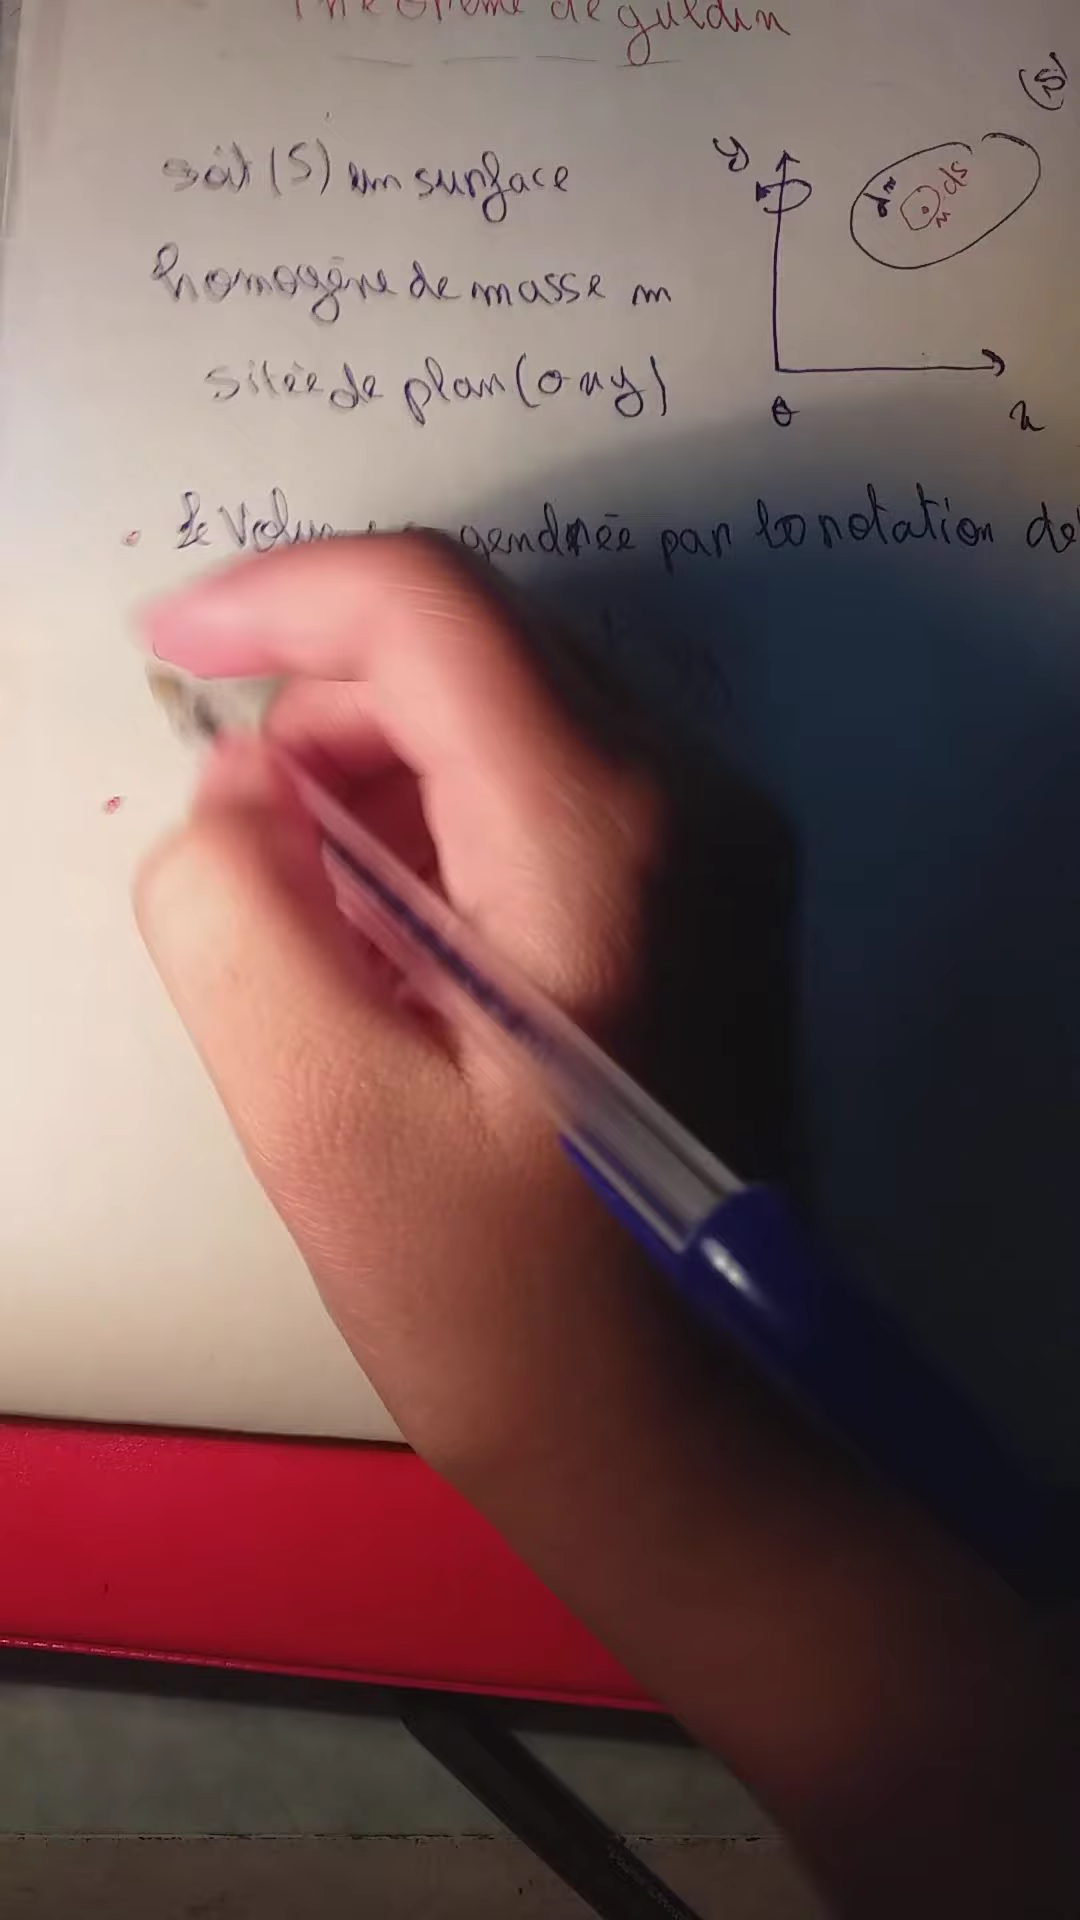 Théorème de guldin
soit (S) un surface
homogène de masse m
sitée de plan (oxy)
(S)
y
dm
ds
M
O
x
• Le Volume engendrée par la rotation de
•